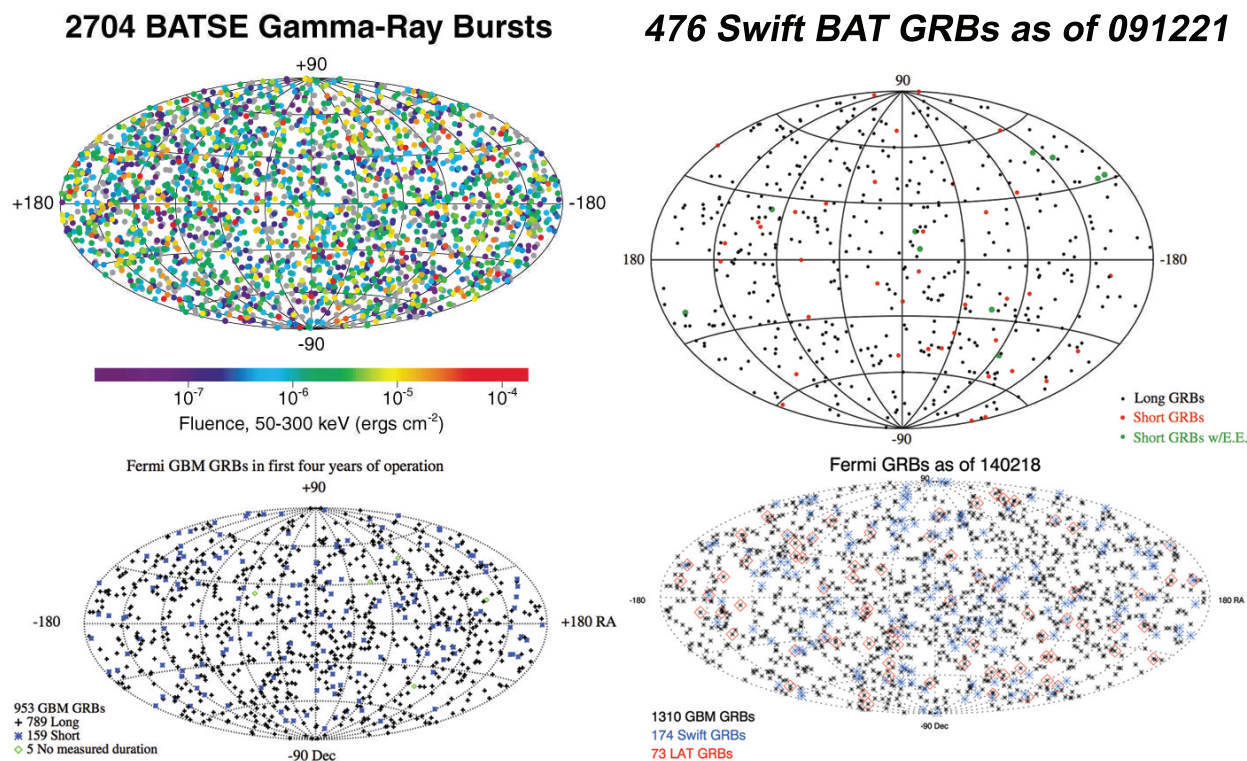 2704 BATSE Gamma-Ray Bursts
+90
+180
-180
-90
10-7
10-6
10-5
10-4
Fluence, 50-300 keV (ergs cm-2)
476 Swift BAT GRBs as of 091221
90
180
-180
-90
Long GRBs
Short GRBs
Short GRBs w/E.E.
Fermi GBM GRBs in first four years of operation
+90
-180
+180 RA
953 GBM GRBs
789 Long
159 Short
5 No measured duration
-90 Dec
Fermi GRBs as of 140218
90
-180
180 RA
-90 Dec
1310 GBM GRBs
174 Swift GRBs
73 LAT GRBs